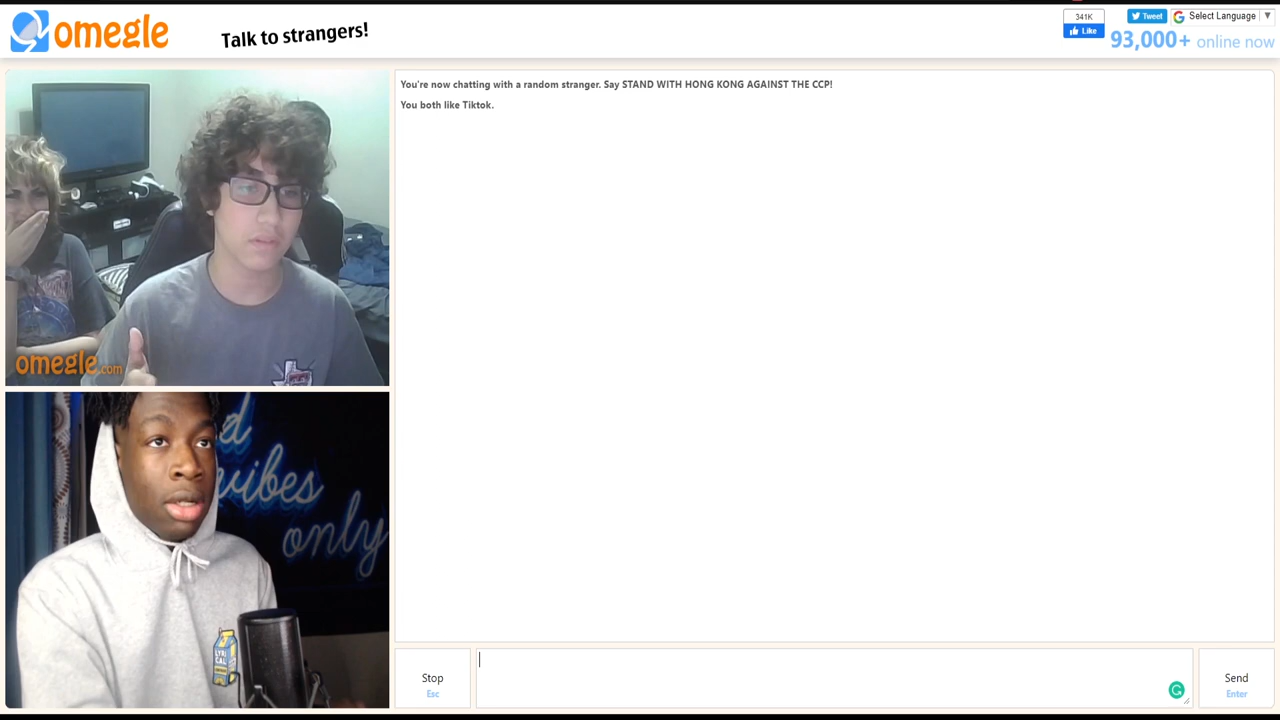 omegle
Talk to strangers!
341K
Like
Tweet
Select Language
93,000+ online now
You're now chatting with a random stranger. Say STAND WITH HONG KONG AGAINST THE CCP!
You both like Tiktok.
omegle.com
d
vibes
only
LYRI
CAL
Stop
Esc
Send
Enter